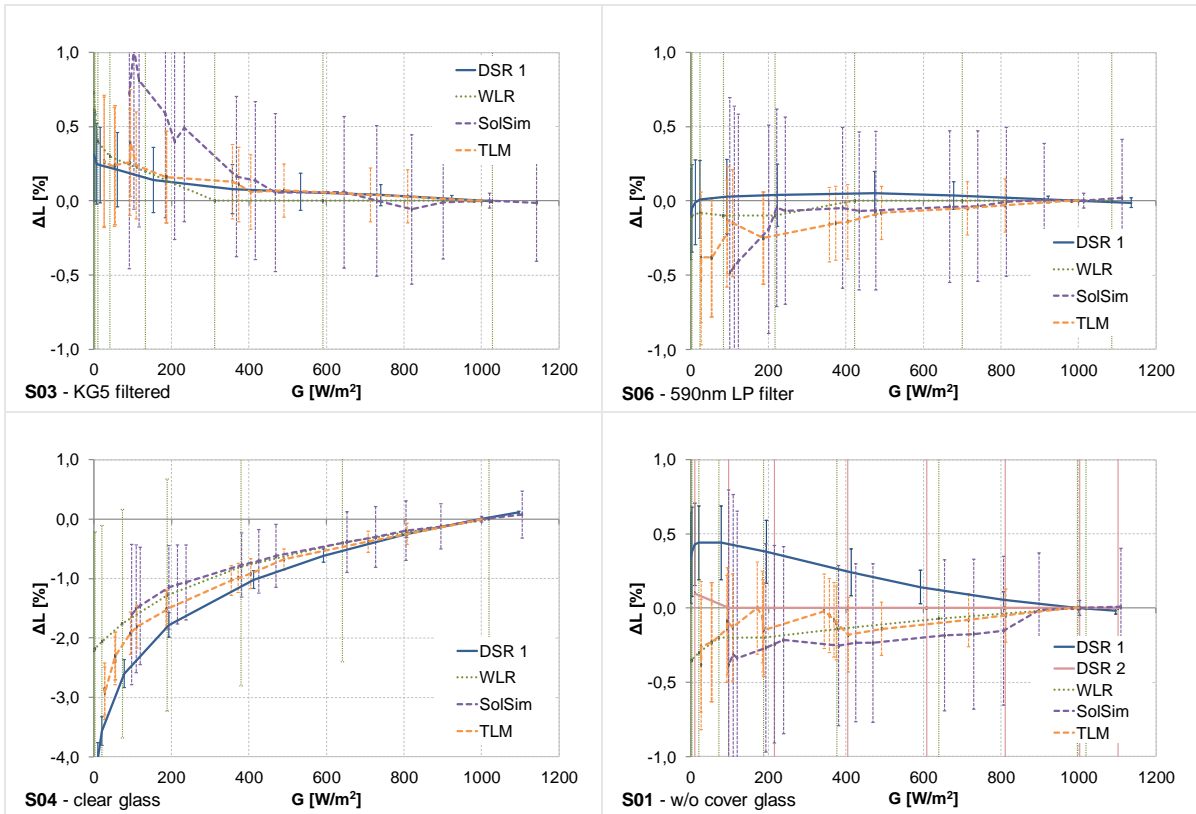 1,0
0,5
0,0
-0,5
-1,0
ΔL [%]
0 200 400 600 800 1000 1200
G [W/m²]
DSR 1
WLR
SolSim
TLM
S03 - KG5 filtered
1,0
0,5
0,0
-0,5
-1,0
ΔL [%]
0 200 400 600 800 1000 1200
G [W/m²]
DSR 1
WLR
SolSim
TLM
S06 - 590nm LP filter
1,0
0,0
-1,0
-2,0
-3,0
-4,0
ΔL [%]
0 200 400 600 800 1000 1200
G [W/m²]
DSR 1
WLR
SolSim
TLM
S04 - clear glass
1,0
0,5
0,0
-0,5
-1,0
ΔL [%]
0 200 400 600 800 1000 1200
G [W/m²]
DSR 1
DSR 2
WLR
SolSim
TLM
S01 - w/o cover glass